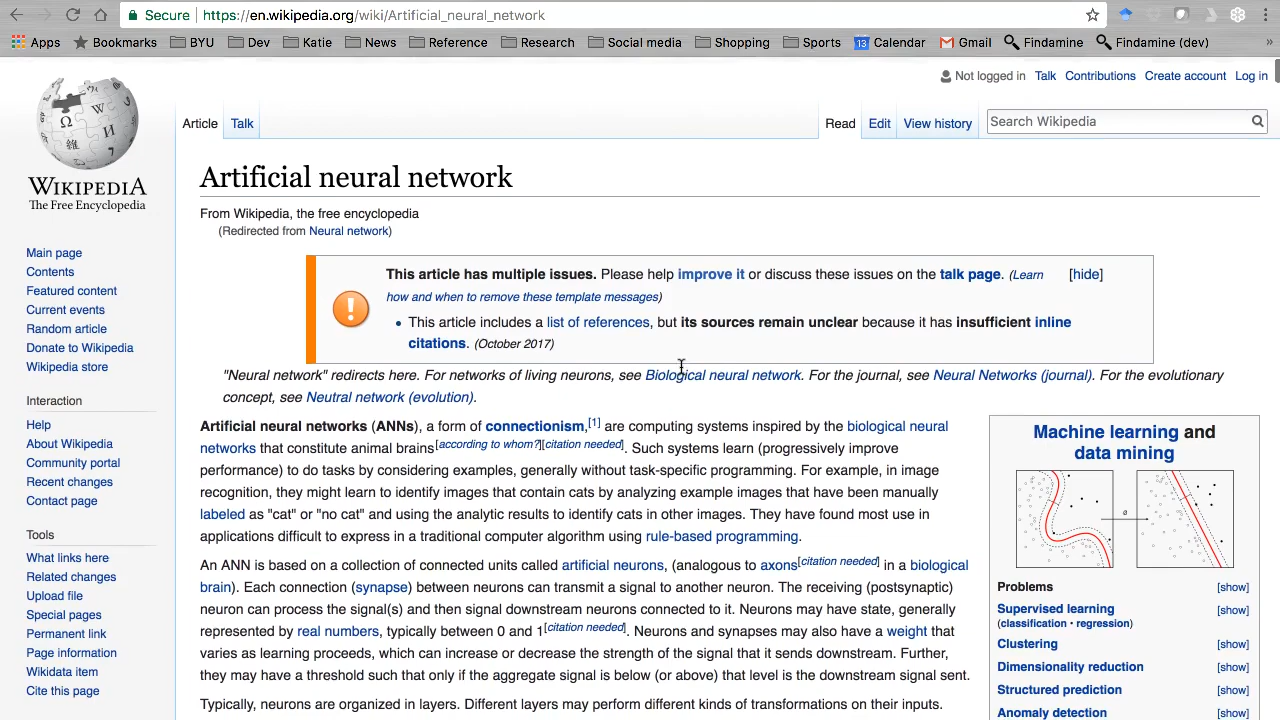 Secure | https://en.wikipedia.org/wiki/Artificial_neural_network
Apps Bookmarks BYU Dev Katie News Reference Research Social media Shopping Sports 13 Calendar Gmail Findamine Findamine (dev) »
Not logged in Talk Contributions Create account Log in
Article Talk Read Edit View history Search Wikipedia
WIKIPEDIA
The Free Encyclopedia
Main page
Contents
Featured content
Current events
Random article
Donate to Wikipedia
Wikipedia store
Interaction
Help
About Wikipedia
Community portal
Recent changes
Contact page
Tools
What links here
Related changes
Upload file
Special pages
Permanent link
Page information
Wikidata item
Cite this page
Artificial neural network
From Wikipedia, the free encyclopedia
(Redirected from Neural network)
This article has multiple issues. Please help improve it or discuss these issues on the talk page. (Learn [hide]
how and when to remove these template messages)
• This article includes a list of references, but its sources remain unclear because it has insufficient inline
citations. (October 2017)
"Neural network" redirects here. For networks of living neurons, see Biological neural network. For the journal, see Neural Networks (journal). For the evolutionary
concept, see Neutral network (evolution).
Artificial neural networks (ANNs), a form of connectionism,[1] are computing systems inspired by the biological neural
networks that constitute animal brains[according to whom?][citation needed]. Such systems learn (progressively improve
performance) to do tasks by considering examples, generally without task-specific programming. For example, in image
recognition, they might learn to identify images that contain cats by analyzing example images that have been manually
labeled as "cat" or "no cat" and using the analytic results to identify cats in other images. They have found most use in
applications difficult to express in a traditional computer algorithm using rule-based programming.
An ANN is based on a collection of connected units called artificial neurons, (analogous to axons[citation needed] in a biological
brain). Each connection (synapse) between neurons can transmit a signal to another neuron. The receiving (postsynaptic)
neuron can process the signal(s) and then signal downstream neurons connected to it. Neurons may have state, generally
represented by real numbers, typically between 0 and 1[citation needed]. Neurons and synapses may also have a weight that
varies as learning proceeds, which can increase or decrease the strength of the signal that it sends downstream. Further,
they may have a threshold such that only if the aggregate signal is below (or above) that level is the downstream signal sent.
Typically, neurons are organized in layers. Different layers may perform different kinds of transformations on their inputs.
Machine learning and
data mining
Problems [show]
Supervised learning [show]
(classification • regression)
Clustering [show]
Dimensionality reduction [show]
Structured prediction [show]
Anomaly detection [show]